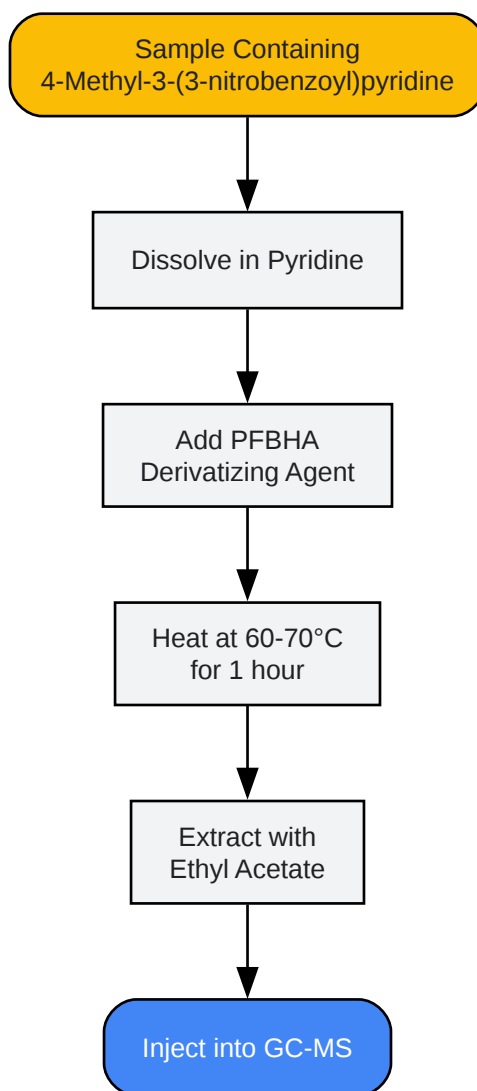 Sample Containing
4-Methyl-3-(3-nitrobenzoyl)pyridine
Dissolve in Pyridine
Add PFBHA
Derivatizing Agent
Heat at 60-70°C
for 1 hour
Extract with
Ethyl Acetate
Inject into GC-MS